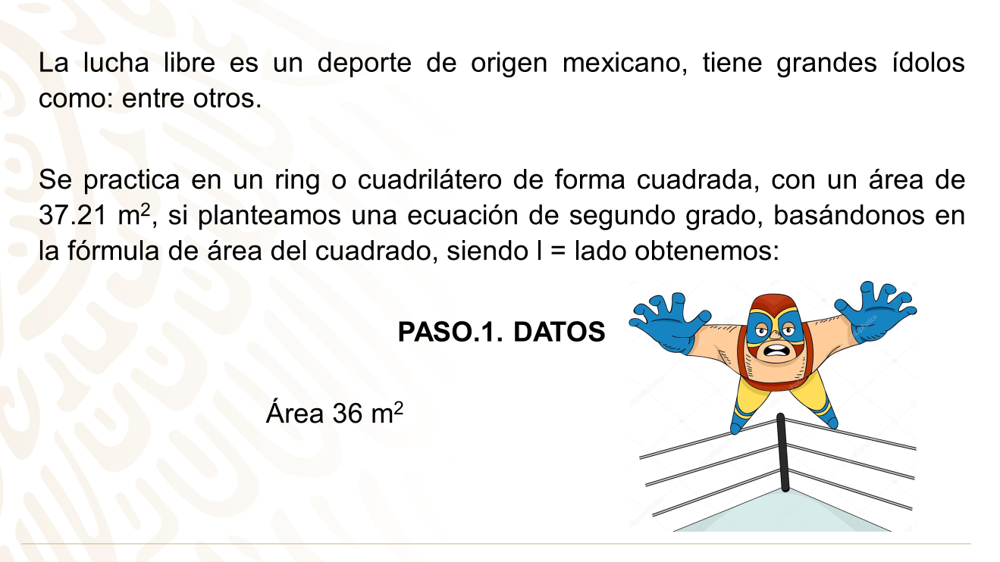 La lucha libre es un deporte de origen mexicano, tiene grandes ídolos
como: entre otros.
Se practica en un ring o cuadrilátero de forma cuadrada, con un área de
37.21 m², si planteamos una ecuación de segundo grado, basándonos en
la fórmula de área del cuadrado, siendo l = lado obtenemos:
PASO.1. DATOS
Área 36 m²